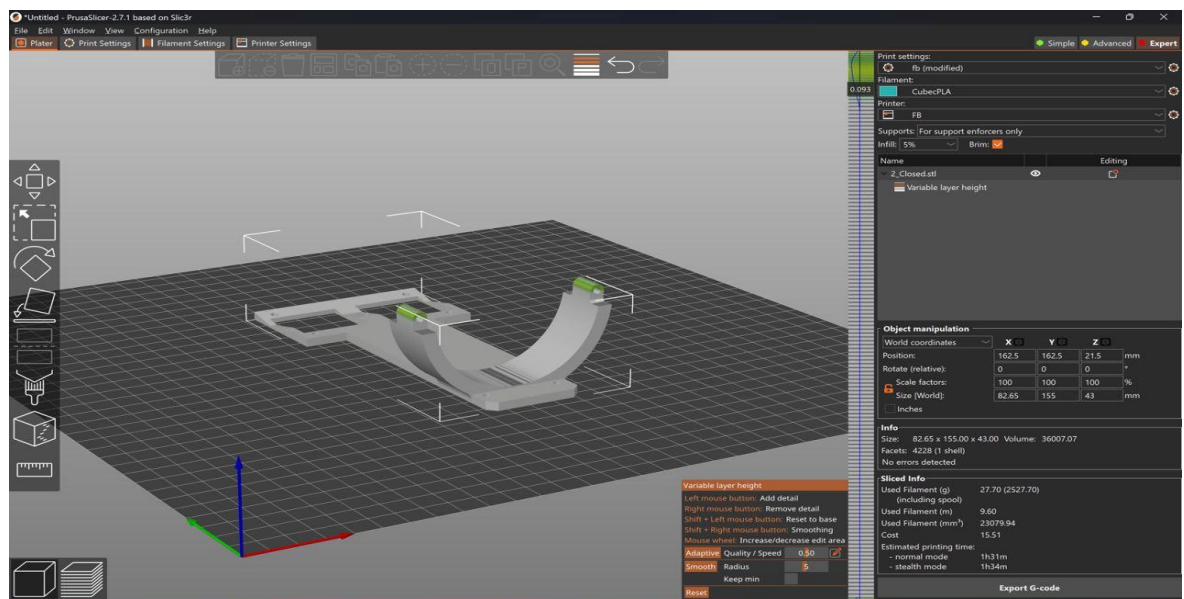 *Untitled - PrusaSlicer-2.7.1 based on Slic3r
File Edit Window View Configuration Help
Plater Print Settings Filament Settings Printer Settings Simple Advanced Expert
Print settings:
fb (modified)
Filament:
0.093
CubecPLA
Printer:
FB
Supports: For support enforcers only
Infill: 5% Brim:
Name Editing
2_Closed.stl
Variable layer height
Object manipulation
World coordinates X Y Z
Position: 162.5 162.5 21.5 mm
Rotate (relative): 0 0 0 °
Scale factors: 100 100 100 %
Size [World]: 82.65 155 43 mm
Inches
Info
Size: 82.65 x 155.00 x 43.00 Volume: 36007.07
Facets: 4228 (1 shell)
No errors detected
Sliced Info
Used Filament (g) 27.70 (2527.70)
(including spool)
Used Filament (m) 9.60
Used Filament (mm³) 23079.94
Cost 15.51
Estimated printing time:
- normal mode 1h31m
- stealth mode 1h34m
Export G-code
Variable layer height
Left mouse button: Add detail
Right mouse button: Remove detail
Shift + Left mouse button: Reset to base
Shift + Right mouse button: Smoothing
Mouse wheel: Increase/decrease edit area
Adaptive Quality / Speed 0.50
Smooth Radius 5
Keep min
Reset